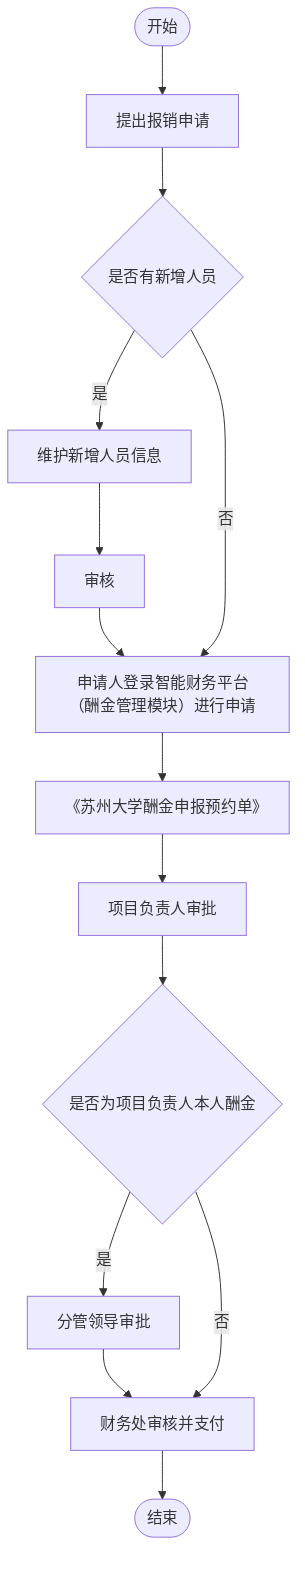 开始
提出报销申请
是否有新增人员
是
维护新增人员信息
否
审核
申请人登录智能财务平台
（酬金管理模块）进行申请
《苏州大学酬金申报预约单》
项目负责人审批
是否为项目负责人本人酬金
是
分管领导审批
否
财务处审核并支付
结束